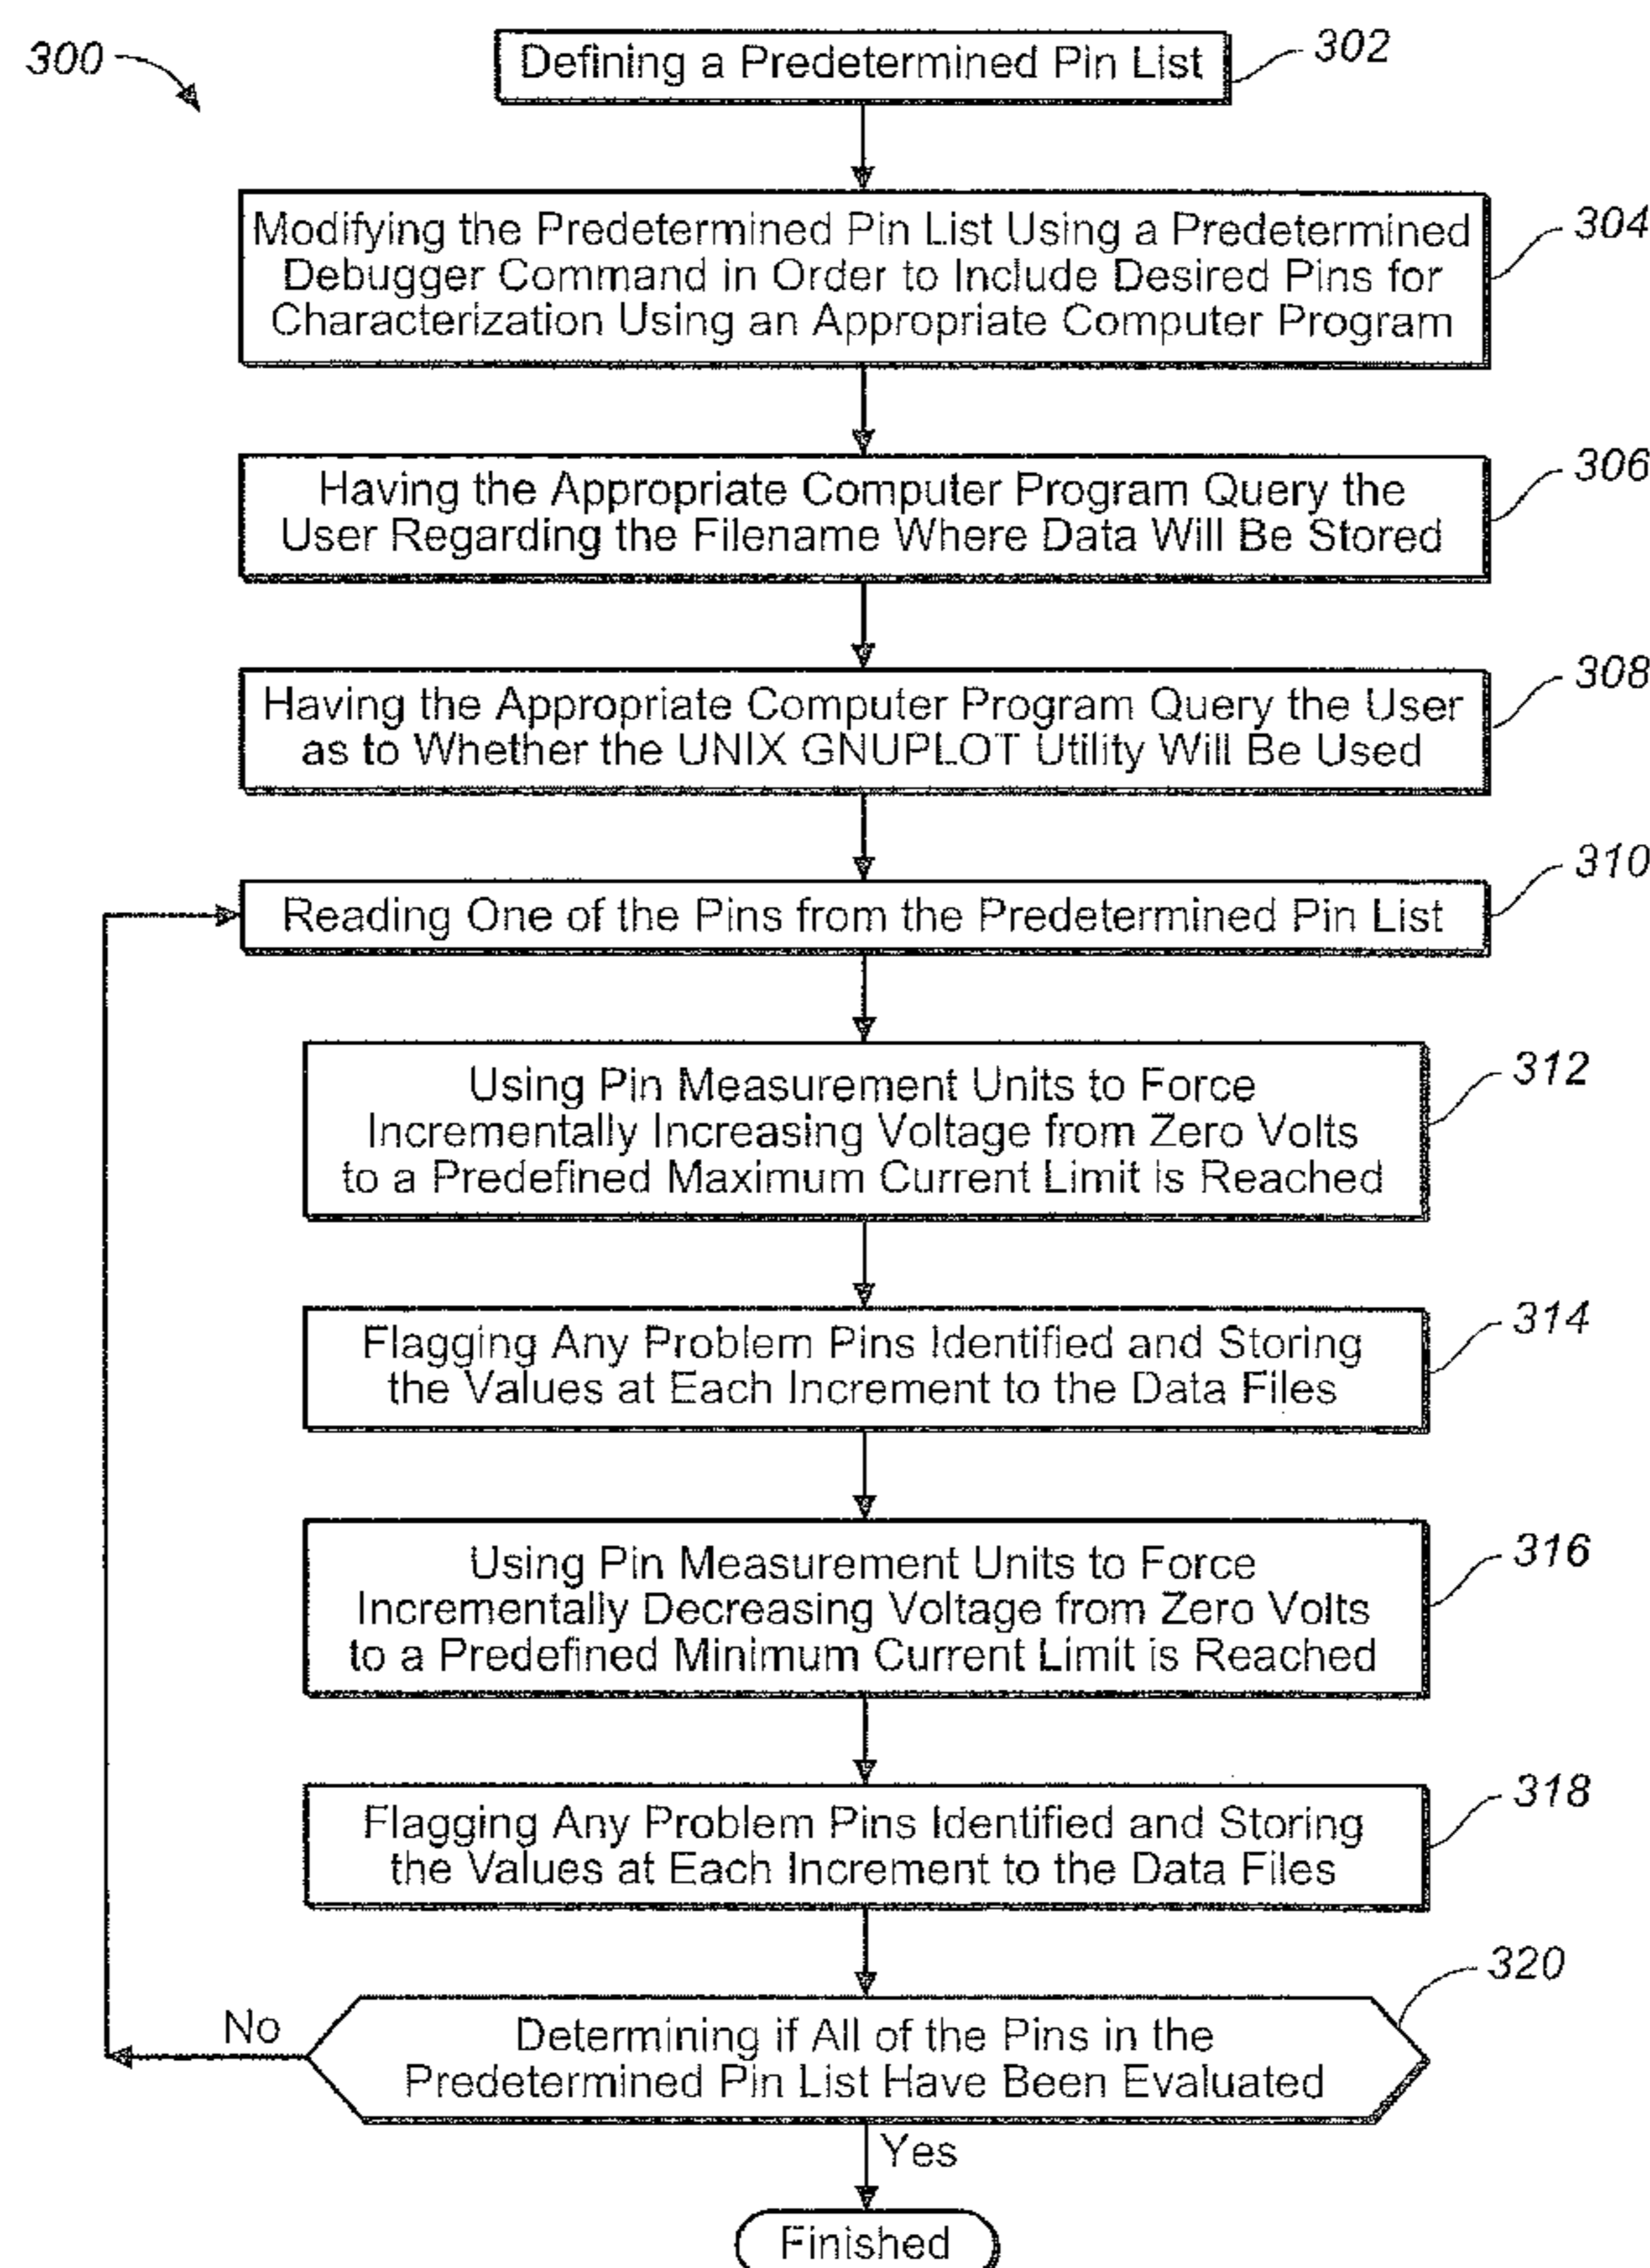 300
Defining a Predetermined Pin List
302
Modifying the Predetermined Pin List Using a Predetermined
Debugger Command in Order to Include Desired Pins for
Characterization Using an Appropriate Computer Program
304
Having the Appropriate Computer Program Query the
User Regarding the Filename Where Data Will Be Stored
306
Having the Appropriate Computer Program Query the User
as to Whether the UNIX GNUPLOT Utility Will Be Used
308
Reading One of the Pins from the Predetermined Pin List
310
Using Pin Measurement Units to Force
Incrementally Increasing Voltage from Zero Volts
to a Predefined Maximum Current Limit is Reached
312
Flagging Any Problem Pins Identified and Storing
the Values at Each Increment to the Data Files
314
Using Pin Measurement Units to Force
Incrementally Decreasing Voltage from Zero Volts
to a Predefined Minimum Current Limit is Reached
316
Flagging Any Problem Pins Identified and Storing
the Values at Each Increment to the Data Files
318
Determining if All of the Pins in the
Predetermined Pin List Have Been Evaluated
320
No
Yes
Finished